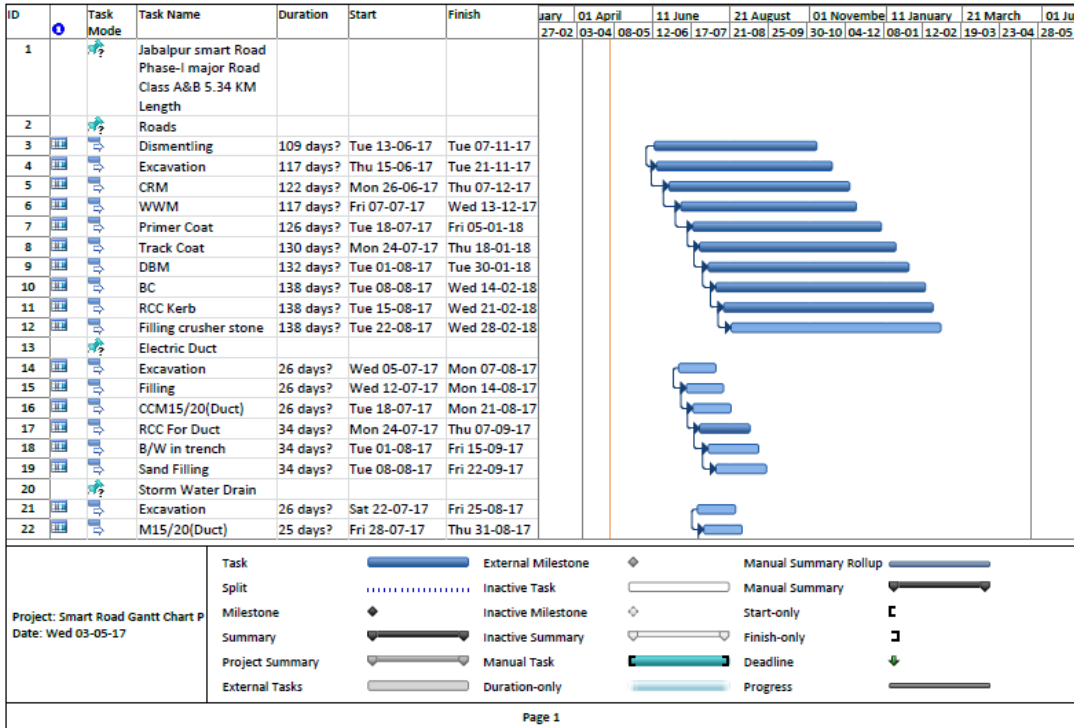 ID Task Mode Task Name Duration Start Finish
uary 01 April 11 June 21 August 01 Novembe 11 January 21 March 01 Ju
27-02 03-04 08-05 12-06 17-07 21-08 25-09 30-10 04-12 08-01 12-02 19-03 23-04 28-05
1 Jabalpur smart Road
Phase-I major Road
Class A&B 5.34 KM
Length
2 Roads
3 Dismentling 109 days? Tue 13-06-17 Tue 07-11-17
4 Excavation 117 days? Thu 15-06-17 Tue 21-11-17
5 CRM 122 days? Mon 26-06-17 Thu 07-12-17
6 WWM 117 days? Fri 07-07-17 Wed 13-12-17
7 Primer Coat 126 days? Tue 18-07-17 Fri 05-01-18
8 Track Coat 130 days? Mon 24-07-17 Thu 18-01-18
9 DBM 132 days? Tue 01-08-17 Tue 30-01-18
10 BC 138 days? Tue 08-08-17 Wed 14-02-18
11 RCC Kerb 138 days? Tue 15-08-17 Wed 21-02-18
12 Filling crusher stone 138 days? Tue 22-08-17 Wed 28-02-18
13 Electric Duct
14 Excavation 26 days? Wed 05-07-17 Mon 07-08-17
15 Filling 26 days? Wed 12-07-17 Mon 14-08-17
16 CCM15/20(Duct) 26 days? Tue 18-07-17 Mon 21-08-17
17 RCC For Duct 34 days? Mon 24-07-17 Thu 07-09-17
18 B/W in trench 34 days? Tue 01-08-17 Fri 15-09-17
19 Sand Filling 34 days? Tue 08-08-17 Fri 22-09-17
20 Storm Water Drain
21 Excavation 26 days? Sat 22-07-17 Fri 25-08-17
22 M15/20(Duct) 25 days? Fri 28-07-17 Thu 31-08-17
Project: Smart Road Gantt Chart P
Date: Wed 03-05-17
Task External Milestone Manual Summary Rollup
Split Inactive Task Manual Summary
Milestone Inactive Milestone Start-only
Summary Inactive Summary Finish-only
Project Summary Manual Task Deadline
External Tasks Duration-only Progress
Page 1